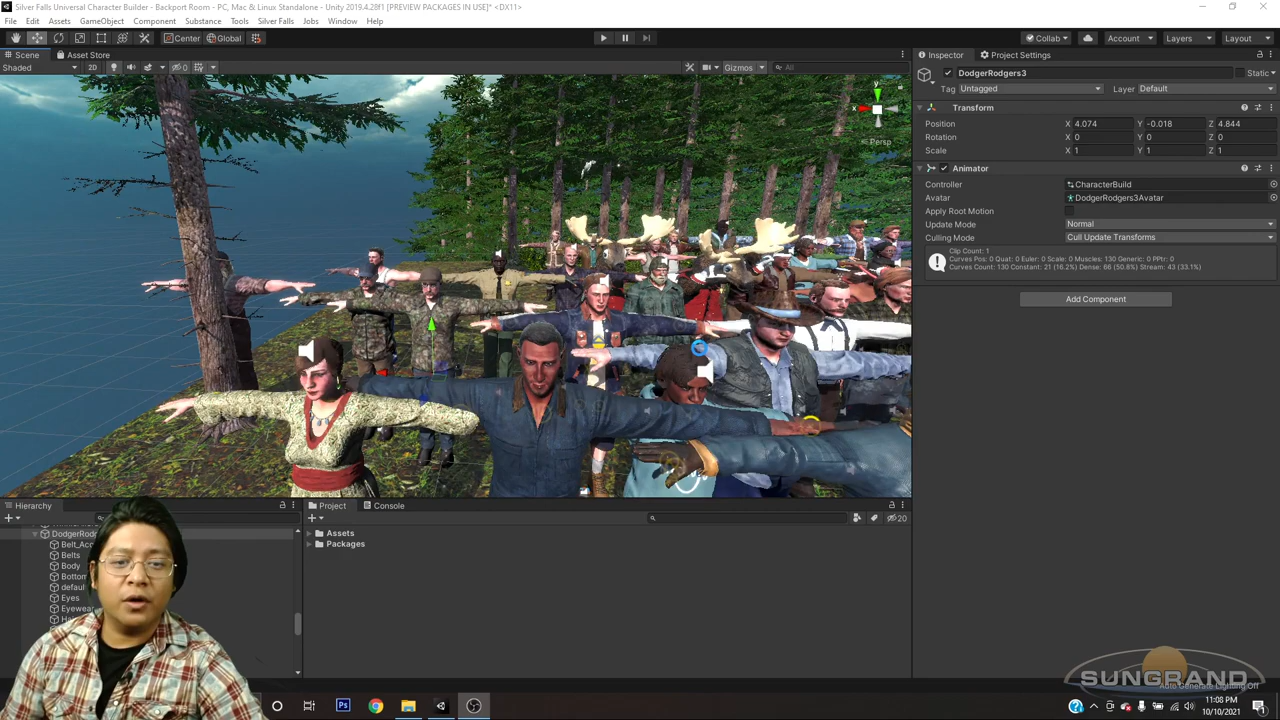 Silver Falls Universal Character Builder - Backport Room - PC, Mac & Linux Standalone - Unity 2019.4.28f1 [PREVIEW PACKAGES IN USE]* <DX11>
File Edit Assets GameObject Component Substance Tools Silver Falls Jobs Window Help
Center Global Collab Account Layers Layout
Scene Asset Store
Shaded 2D 0 Gizmos All
y
x
Persp
Inspector Project Settings
DodgerRodgers3 Static
Tag Untagged Layer Default
Transform
Position X 4.074 Y -0.018 Z 4.844
Rotation X 0 Y 0 Z 0
Scale X 1 Y 1 Z 1
Animator
Controller CharacterBuild
Avatar DodgerRodgers3Avatar
Apply Root Motion
Update Mode Normal
Culling Mode Cull Update Transforms
Clip Count: 1
Curves Pos: 0 Quat: 0 Euler: 0 Scale: 0 Muscles: 130 Generic: 0 PPtr: 0
Curves Count: 130 Constant: 21 (16.2%) Dense: 66 (50.8%) Stream: 43 (33.1%)
Add Component
Hierarchy
Belts
Body
Eyes
Project Console
20
Assets
Packages
SUNGRAND
Auto Generate Lighting Off
Ps
11:08 PM
10/10/2021